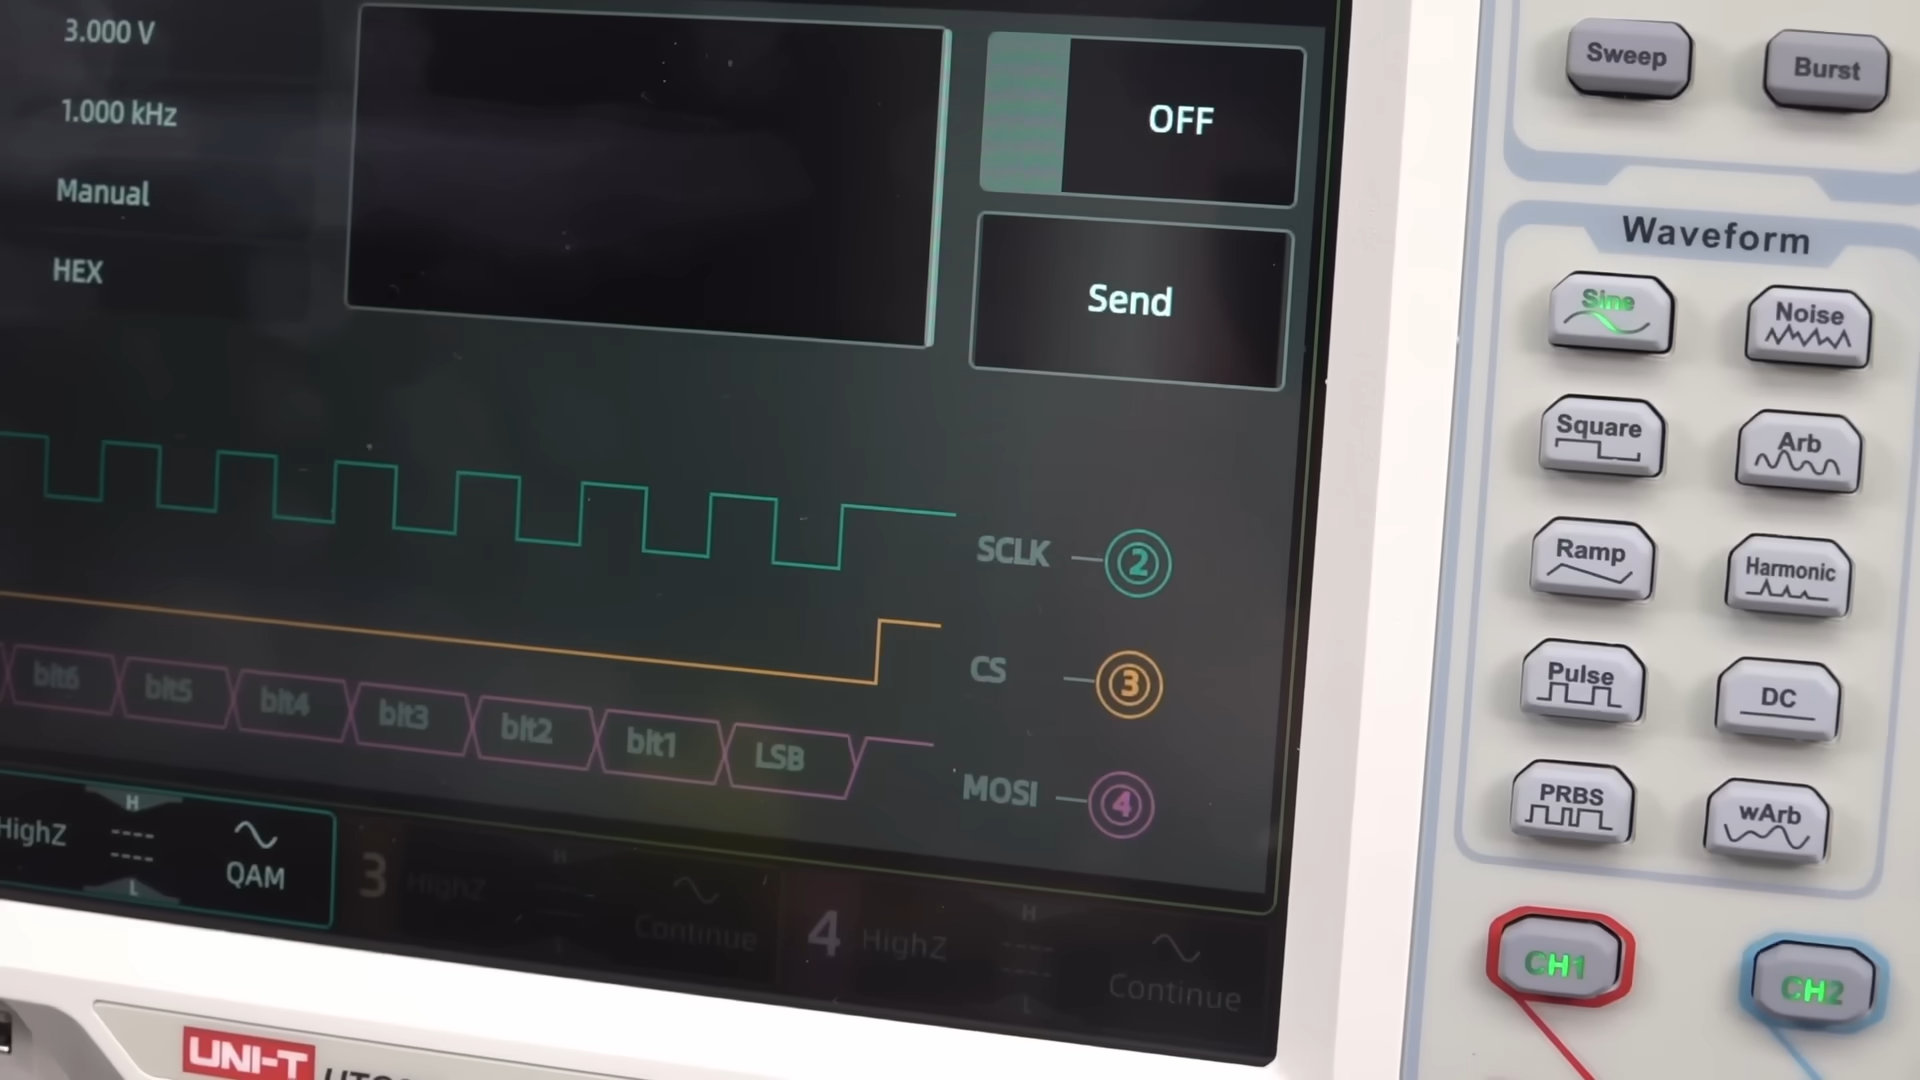 3.000 V
1.000 kHz
Manual
HEX
OFF
Send
SCLK
2
CS
3
bit6
bit5
bit4
bit3
bit2
bit1
LSB
MOSI
4
HighZ
H
L
QAM
3
HighZ
H
L
Continue
4
HighZ
H
L
Continue
UNI-T
Sweep
Burst
Waveform
Sine
Noise
Square
Arb
Ramp
Harmonic
Pulse
DC
PRBS
wArb
CH1
CH2